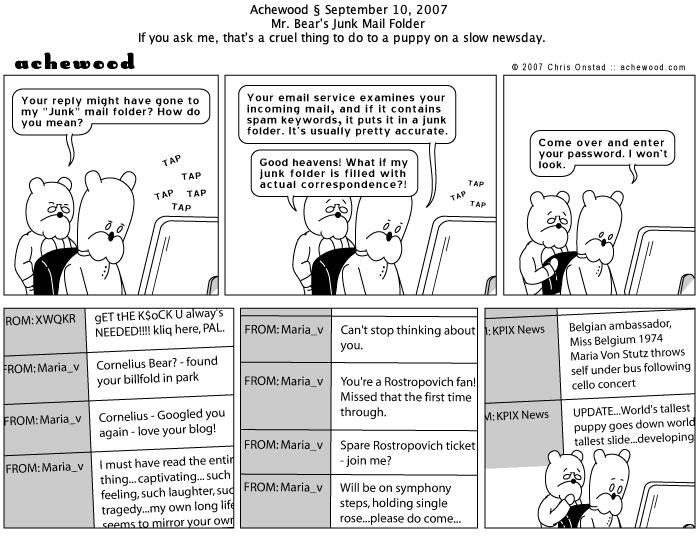 Achewood § September 10, 2007
Mr. Bear's Junk Mail Folder
If you ask me, that's a cruel thing to do to a puppy on a slow newsday.
achewood
© 2007 Chris Onstad :: achewood.com
Your reply might have gone to
my "Junk" mail folder? How do
you mean?
TAP
TAP
TAP
TAP
TAP
Your email service examines your
incoming mail, and if it contains
spam keywords, it puts it in a junk
folder. It's usually pretty accurate.
Good heavens! What if my
junk folder is filled with
actual correspondence?!
TAP
TAP
TAP
Come over and enter
your password. I won't
look.
ROM: XWQKR
gET tHE K$oCK U alway's
NEEDED!!!! kliq here, PAL.
FROM: Maria_v
Cornelius Bear? - found
your billfold in park
FROM: Maria_v
Cornelius - Googled you
again - love your blog!
FROM: Maria_v
I must have read the entir
thing... captivating... such
feeling, such laughter, suc
tragedy...my own long life
seems to mirror your own
FROM: Maria_v
Can't stop thinking about
you.
FROM: Maria_v
You're a Rostropovich fan!
Missed that the first time
through.
FROM: Maria_v
Spare Rostropovich ticket
- join me?
FROM: Maria_v
Will be on symphony
steps, holding single
rose...please do come...
M: KPIX News
Belgian ambassador,
Miss Belgium 1974
Maria Von Stutz throws
self under bus following
cello concert
M: KPIX News
UPDATE...World's tallest
puppy goes down world
tallest slide...developing